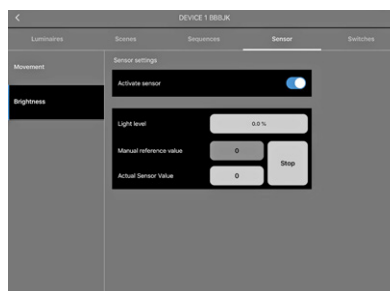 DEVICE 1 BBBJK
Luminaires Scenes Sequences Sensor Switches
Movement
Sensor settings
Activate sensor
Brightness
Light level 0.0 %
Manual reference value 0
Stop
Actual Sensor Value 0